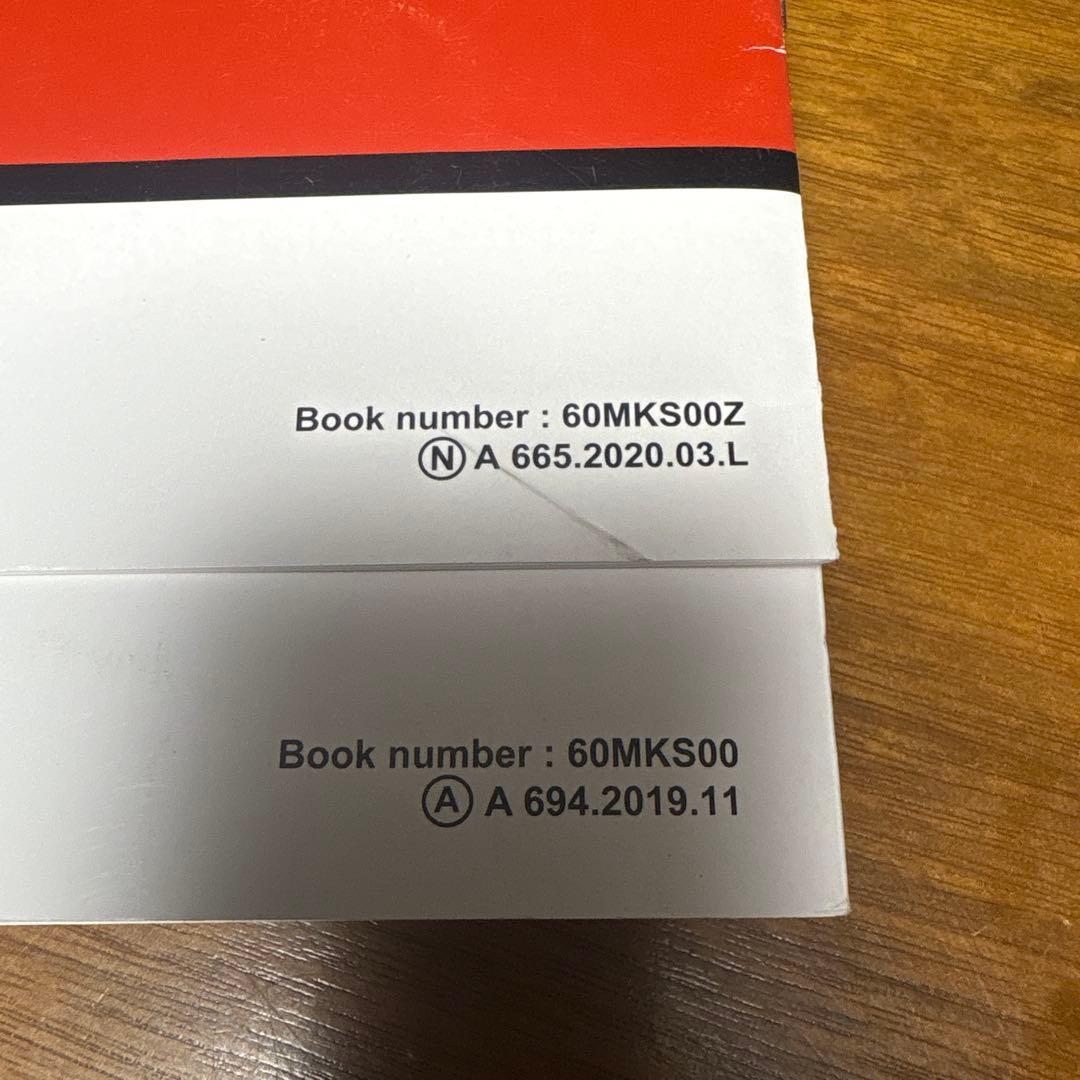 Book number : 60MKS00Z
Ⓝ A 665.2020.03.L
Book number : 60MKS00
Ⓐ A 694.2019.11